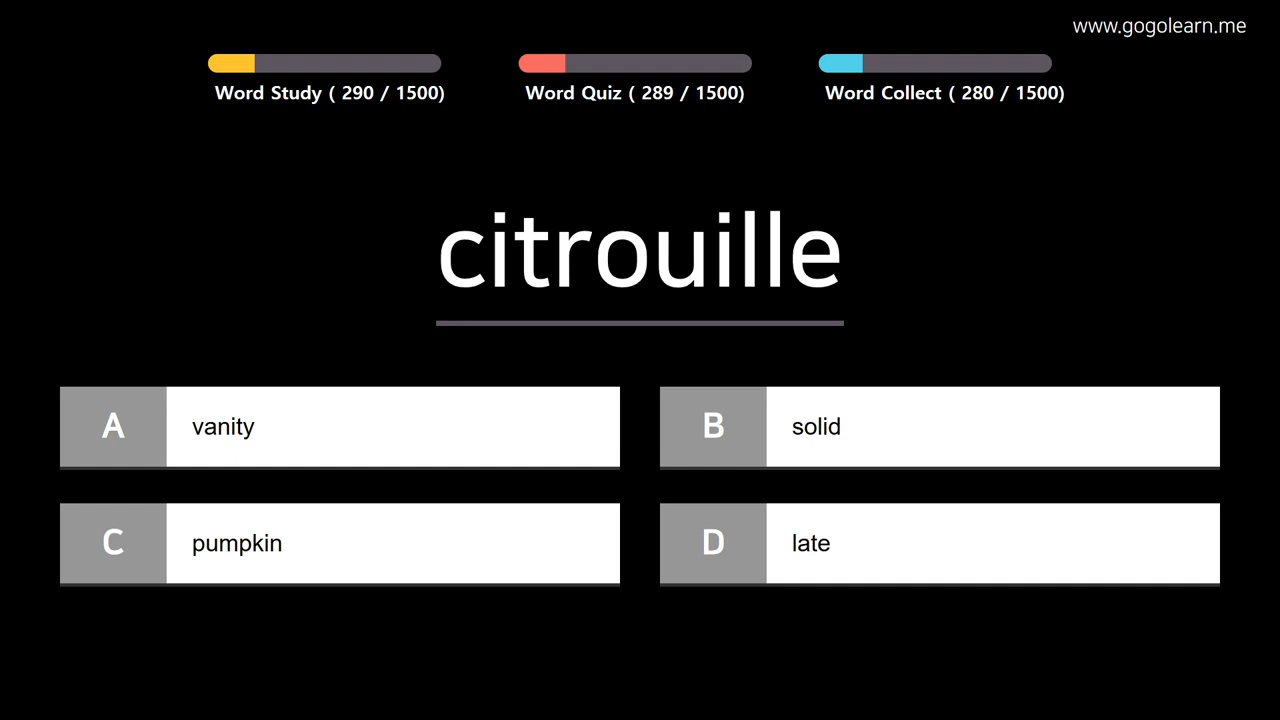 www.gogolearn.me
Word Study ( 290 / 1500)
Word Quiz ( 289 / 1500)
Word Collect ( 280 / 1500)
citrouille
A vanity
B solid
C pumpkin
D late